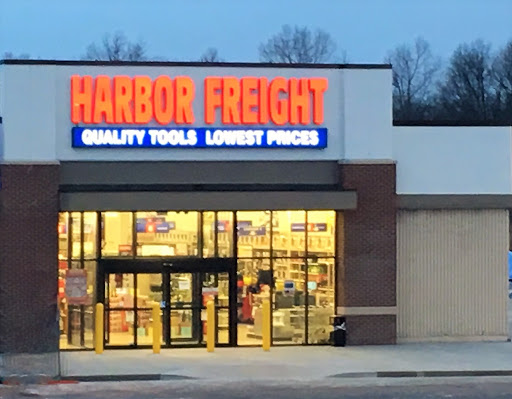 HARBOR FREIGHT
QUALITY TOOLS LOWEST PRICES